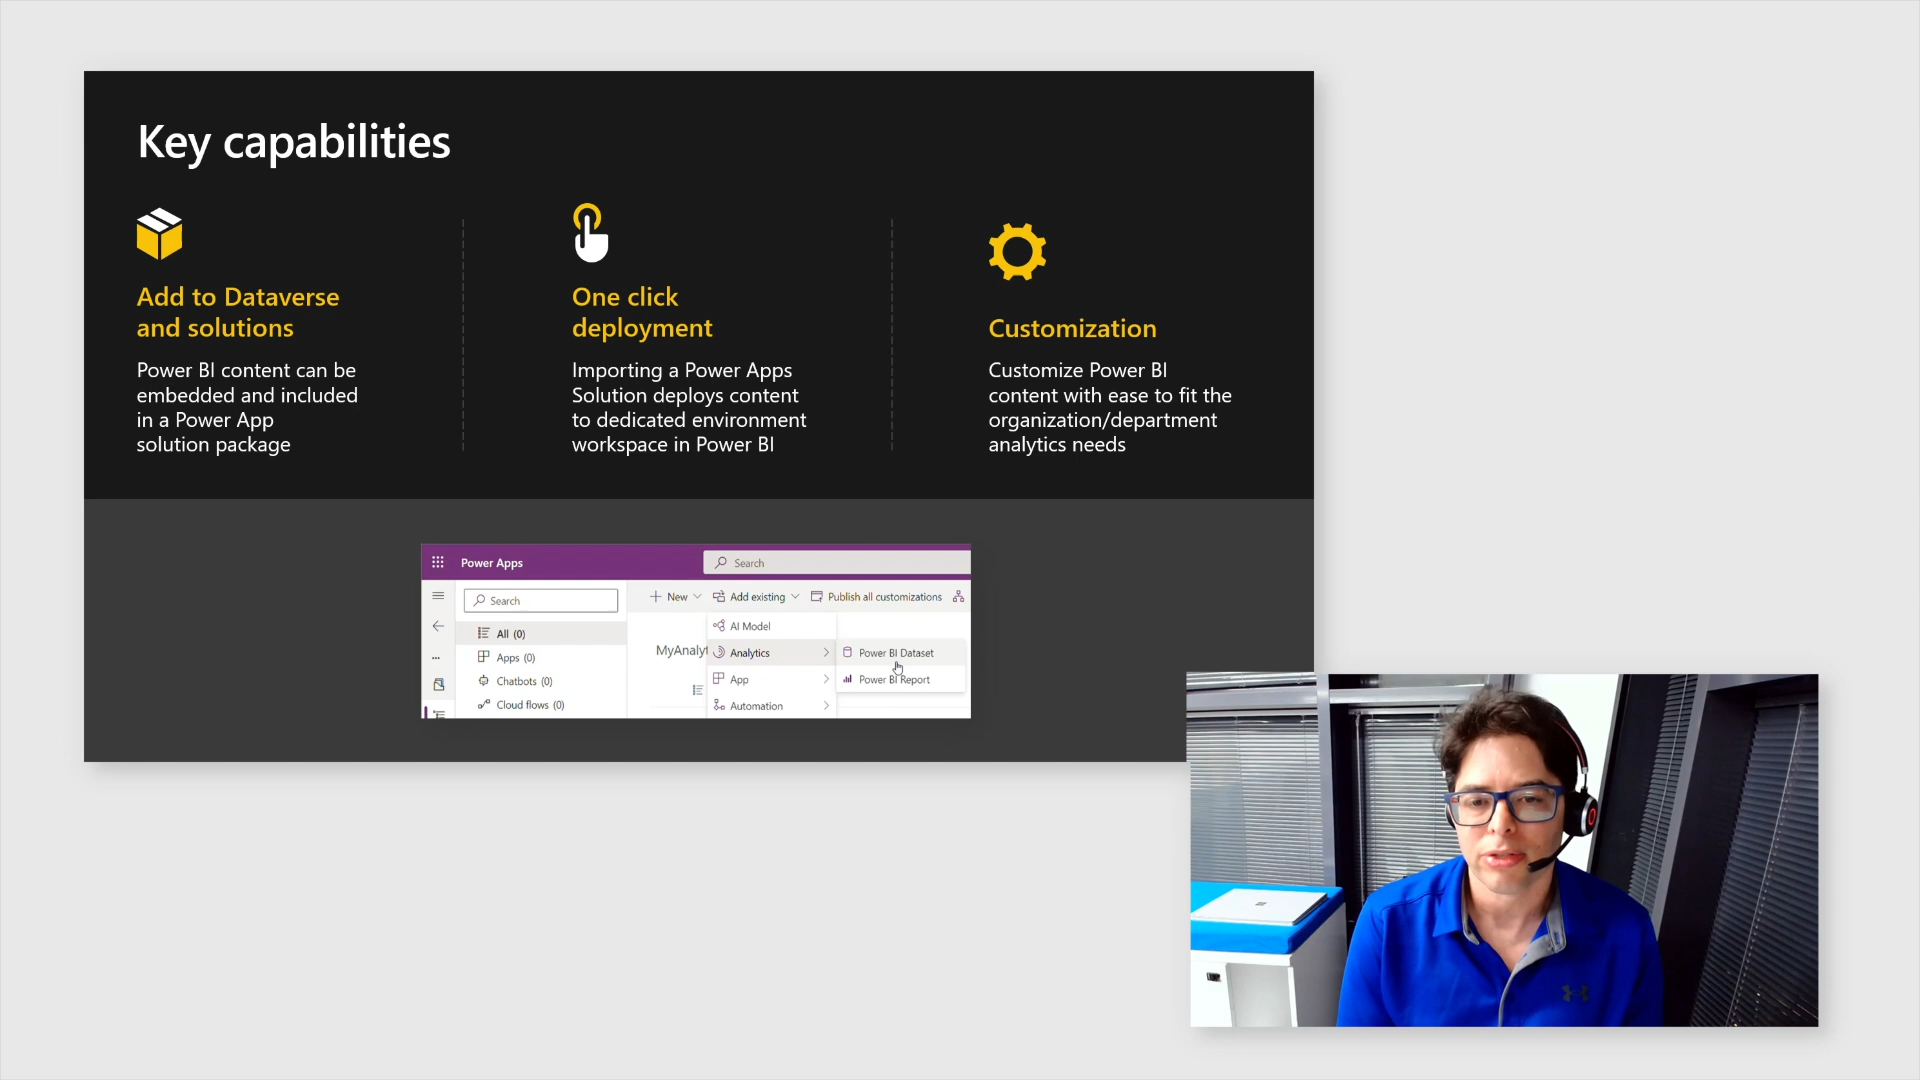 Key capabilities
Add to Dataverse
and solutions
Power BI content can be
embedded and included
in a Power App
solution package
One click
deployment
Importing a Power Apps
Solution deploys content
to dedicated environment
workspace in Power BI
Customization
Customize Power BI
content with ease to fit the
organization/department
analytics needs
Power Apps
Search
Search
New
Add existing
Publish all customizations
All (0)
Apps (0)
Chatbots (0)
Cloud flows (0)
MyAnalyt
AI Model
Analytics
App
Automation
Power BI Dataset
Power BI Report